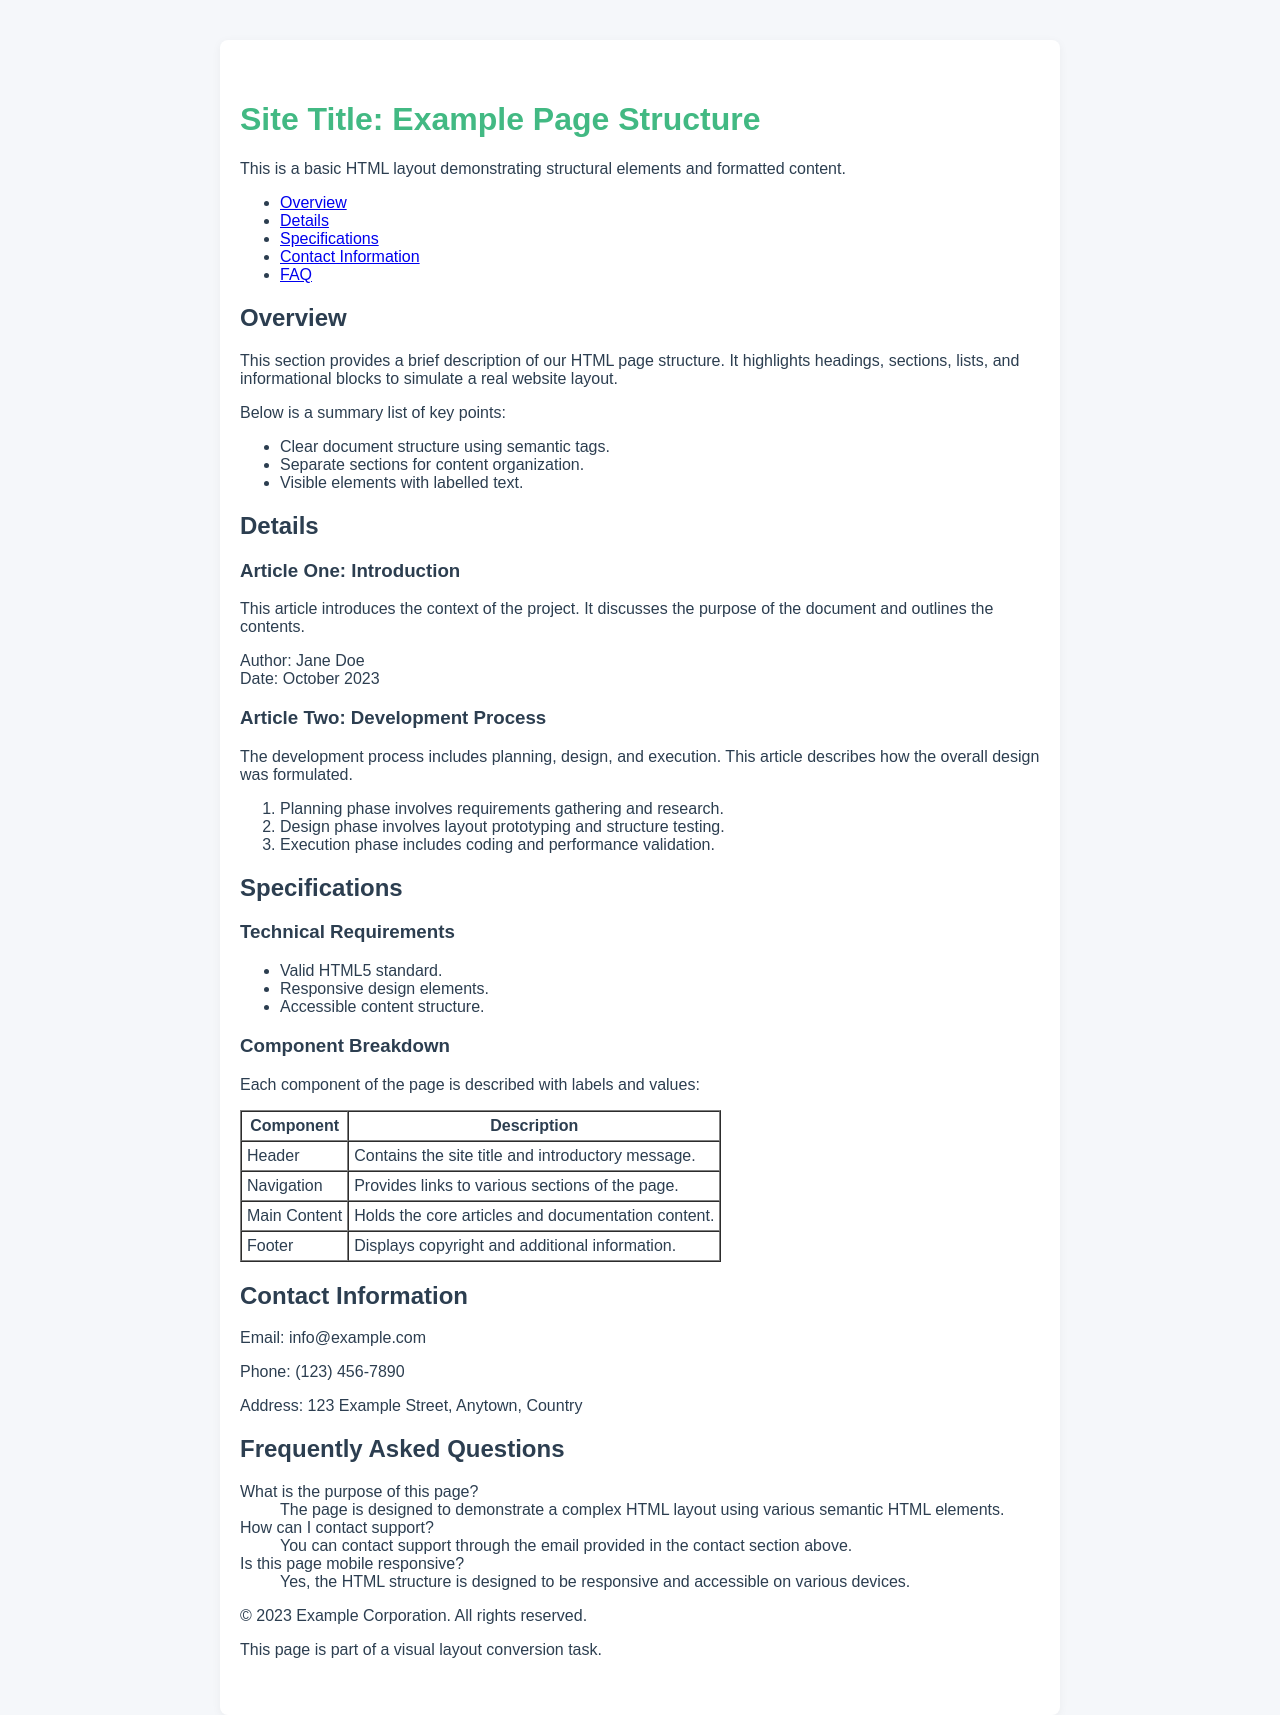 Site Title: Example Page Structure
This is a basic HTML layout demonstrating structural elements and formatted content.
Overview
Details
Specifications
Contact Information
FAQ
Overview
This section provides a brief description of our HTML page structure. It highlights headings, sections, lists, and
informational blocks to simulate a real website layout.
Below is a summary list of key points:
Clear document structure using semantic tags.
Separate sections for content organization.
Visible elements with labelled text.
Details
Article One: Introduction
This article introduces the context of the project. It discusses the purpose of the document and outlines the
contents.
Author: Jane Doe
Date: October 2023
Article Two: Development Process
The development process includes planning, design, and execution. This article describes how the overall design
was formulated.
1. Planning phase involves requirements gathering and research.
2. Design phase involves layout prototyping and structure testing.
3. Execution phase includes coding and performance validation.
Specifications
Technical Requirements
Valid HTML5 standard.
Responsive design elements.
Accessible content structure.
Component Breakdown
Each component of the page is described with labels and values:
Component Description
Header Contains the site title and introductory message.
Navigation Provides links to various sections of the page.
Main Content Holds the core articles and documentation content.
Footer Displays copyright and additional information.
Contact Information
Email: info@example.com
Phone: (123) 456-7890
Address: 123 Example Street, Anytown, Country
Frequently Asked Questions
What is the purpose of this page?
The page is designed to demonstrate a complex HTML layout using various semantic HTML elements.
How can I contact support?
You can contact support through the email provided in the contact section above.
Is this page mobile responsive?
Yes, the HTML structure is designed to be responsive and accessible on various devices.
© 2023 Example Corporation. All rights reserved.
This page is part of a visual layout conversion task.